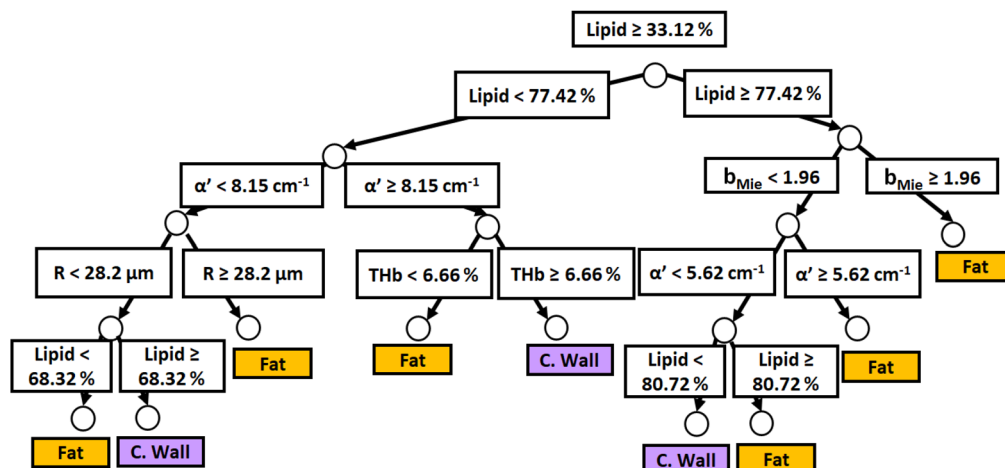 Lipid ≥ 33.12 %
Lipid < 77.42 %
Lipid ≥ 77.42 %
α’ < 8.15 cm⁻¹
α’ ≥ 8.15 cm⁻¹
bMie < 1.96
bMie ≥ 1.96
R < 28.2 µm
R ≥ 28.2 µm
THb < 6.66 %
THb ≥ 6.66 %
α’ < 5.62 cm⁻¹
α’ ≥ 5.62 cm⁻¹
Fat
Lipid <
68.32 %
Lipid ≥
68.32 %
Fat
Fat
C. Wall
Lipid <
80.72 %
Lipid ≥
80.72 %
Fat
Fat
C. Wall
C. Wall
Fat